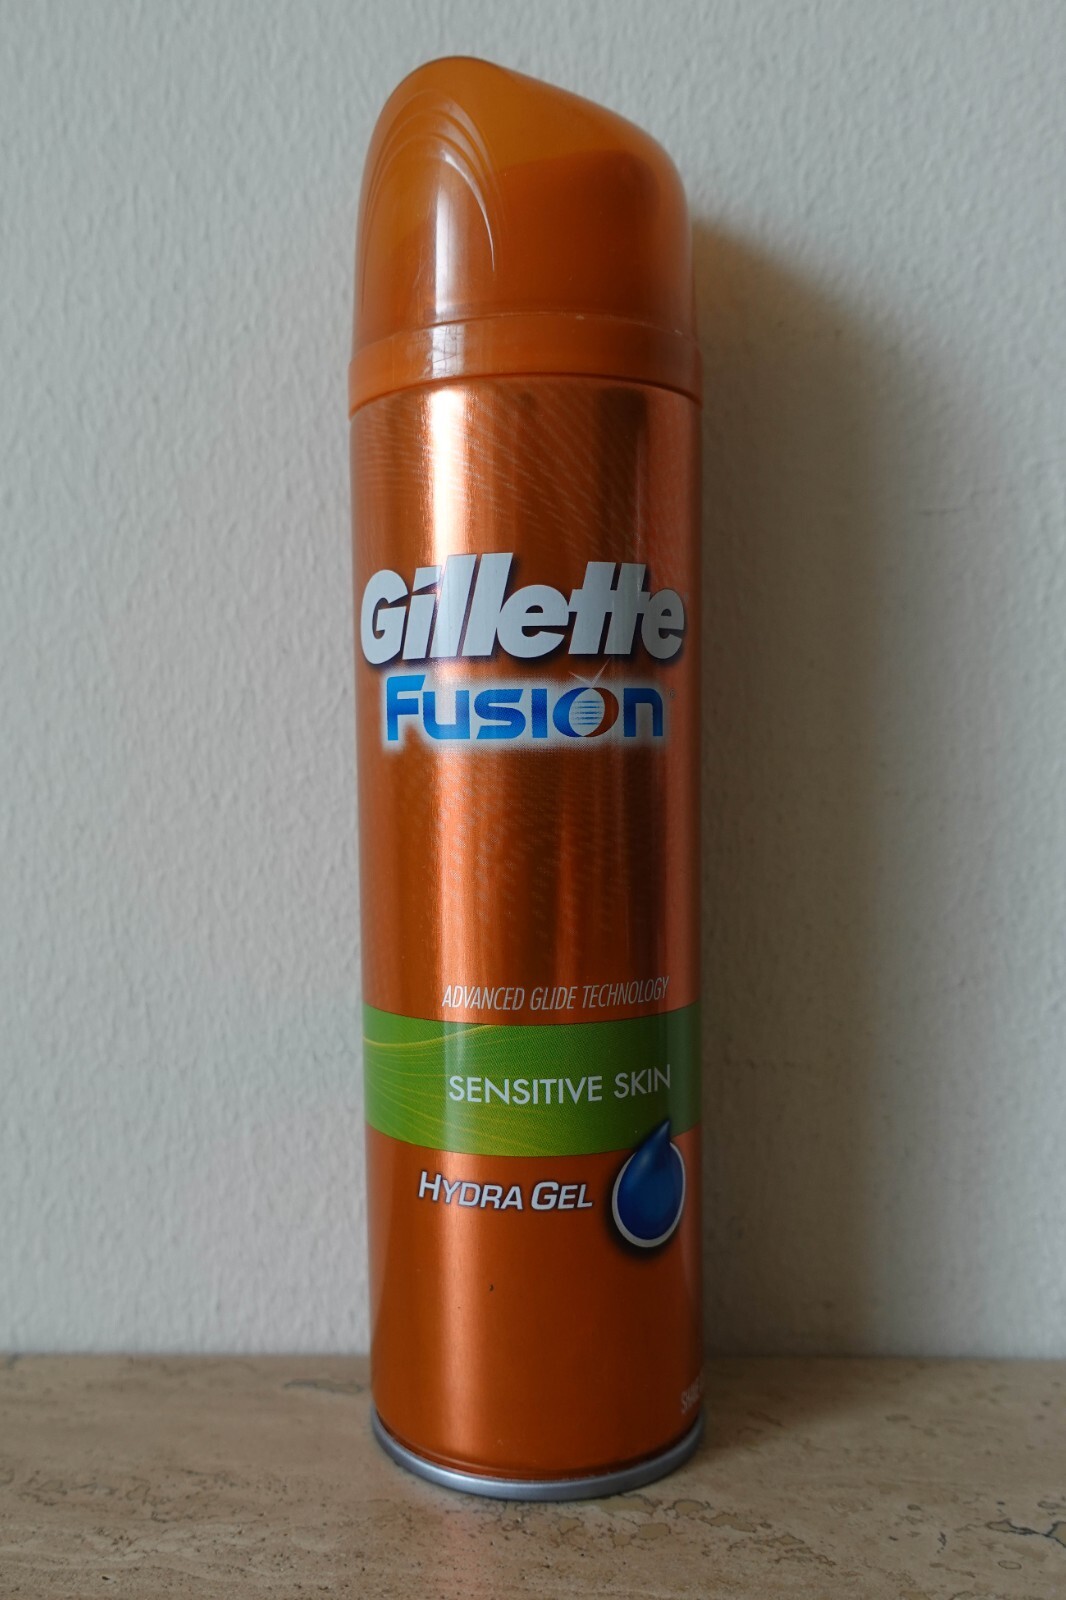 Gillette
Fusion
ADVANCED GLIDE TECHNOLOGY
SENSITIVE SKIN
HYDRA GEL